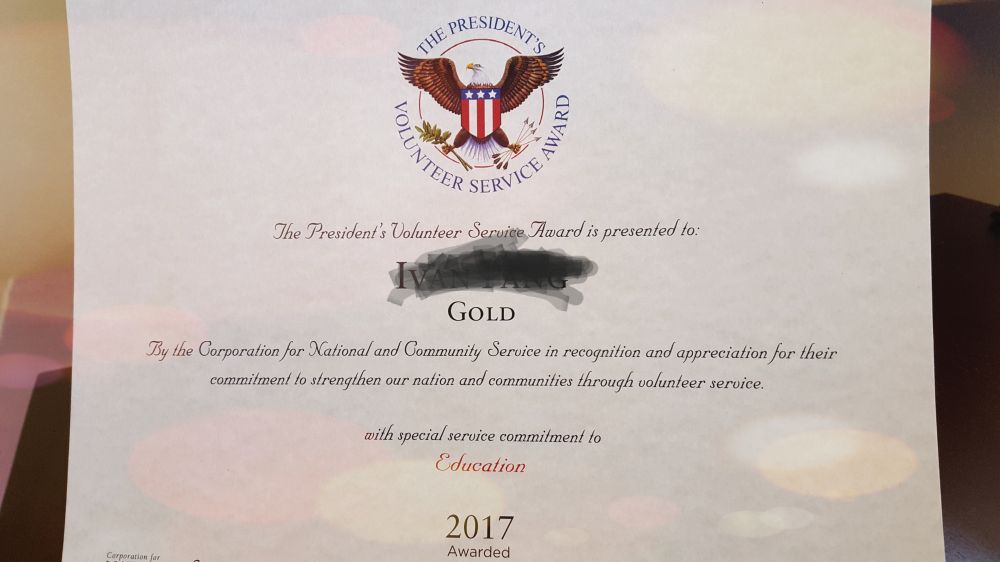 THE PRESIDENT'S
VOLUNTEER SERVICE AWARD
The President's Volunteer Service Award is presented to:
GOLD
By the Corporation for National and Community Service in recognition and appreciation for their
commitment to strengthen our nation and communities through volunteer service.
with special service commitment to
Education
2017
Awarded
Corporation for